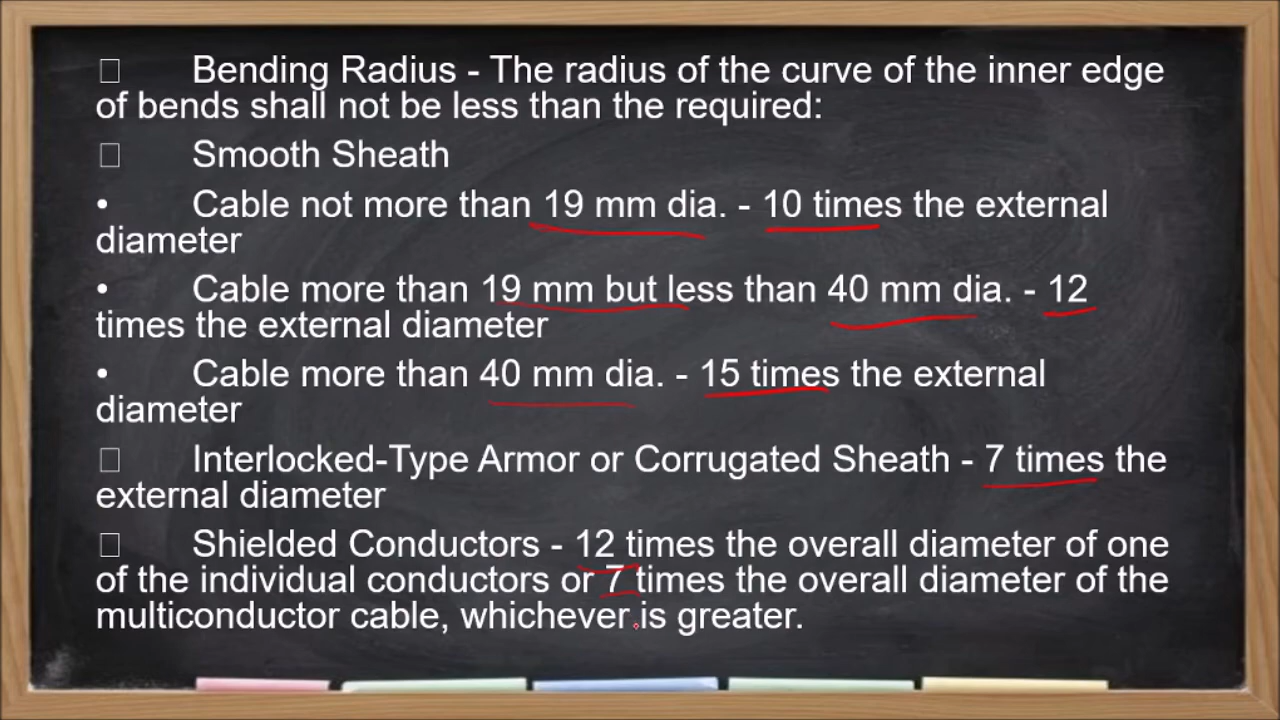 □ Bending Radius - The radius of the curve of the inner edge
of bends shall not be less than the required:
□ Smooth Sheath
• Cable not more than 19 mm dia. - 10 times the external
diameter
• Cable more than 19 mm but less than 40 mm dia. - 12
times the external diameter
• Cable more than 40 mm dia. - 15 times the external
diameter
□ Interlocked-Type Armor or Corrugated Sheath - 7 times the
external diameter
□ Shielded Conductors - 12 times the overall diameter of one
of the individual conductors or 7 times the overall diameter of the
multiconductor cable, whichever is greater.